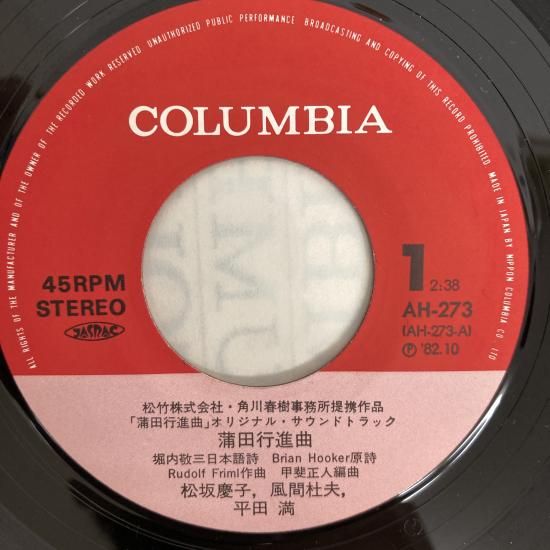 ALL RIGHTS OF THE MANUFACTURER AND OF THE OWNER OF THE RECORDED WORK RESERVED. UNAUTHORIZED PUBLIC PERFORMANCE BROADCASTING AND COPYING OF THIS RECORD PROHIBITED. MADE IN JAPAN BY NIPPON COLUMBIA CO., LTD
COLUMBIA
45RPM
STEREO
JASRAC
1 2:38
AH-273
(AH-273-A)
Ⓟ '82.10
松竹株式会社・角川春樹事務所提携作品
「蒲田行進曲」オリジナル・サウンドトラック
蒲田行進曲
堀内敬三日本語詩 Brian Hooker原詩
Rudolf Friml作曲 甲斐正人編曲
松坂慶子, 風間杜夫,
平田 満